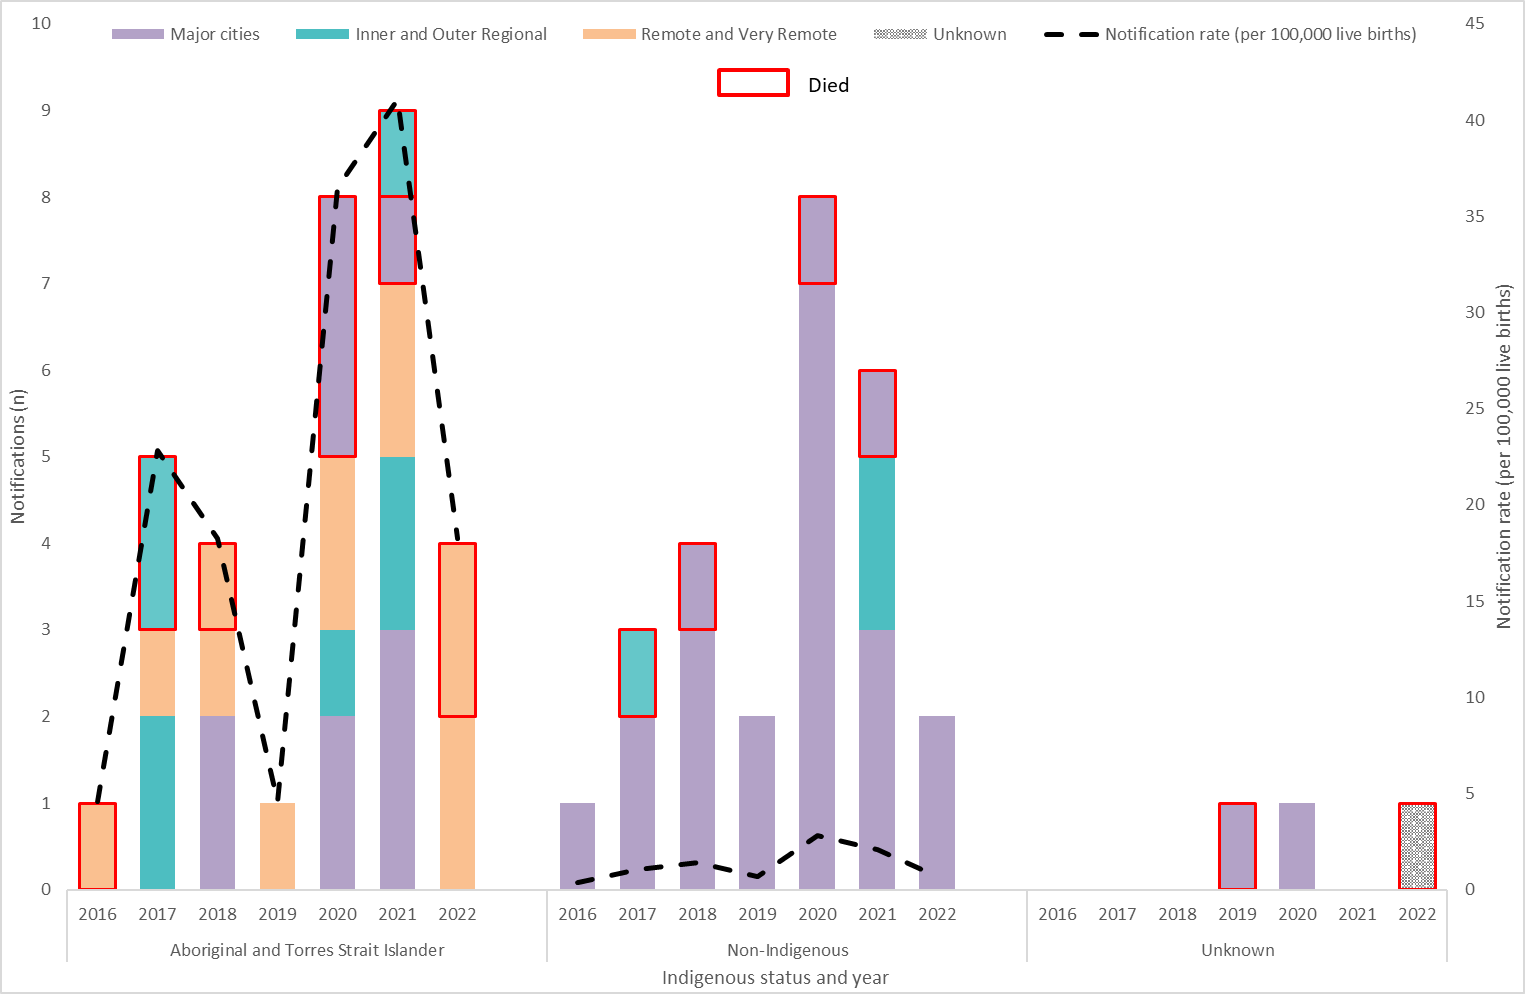 10
45
Major cities
Inner and Outer Regional
Remote and Very Remote
Unknown
Notification rate (per 100,000 live births)
Died
9
8
7
6
5
4
3
2
1
0
40
35
30
25
20
15
10
5
0
Notifications (n)
Notification rate (per 100,000 live births)
2016 2017 2018 2019 2020 2021 2022 2016 2017 2018 2019 2020 2021 2022 2016 2017 2018 2019 2020 2021 2022
Aboriginal and Torres Strait Islander Non-Indigenous Unknown
Indigenous status and year